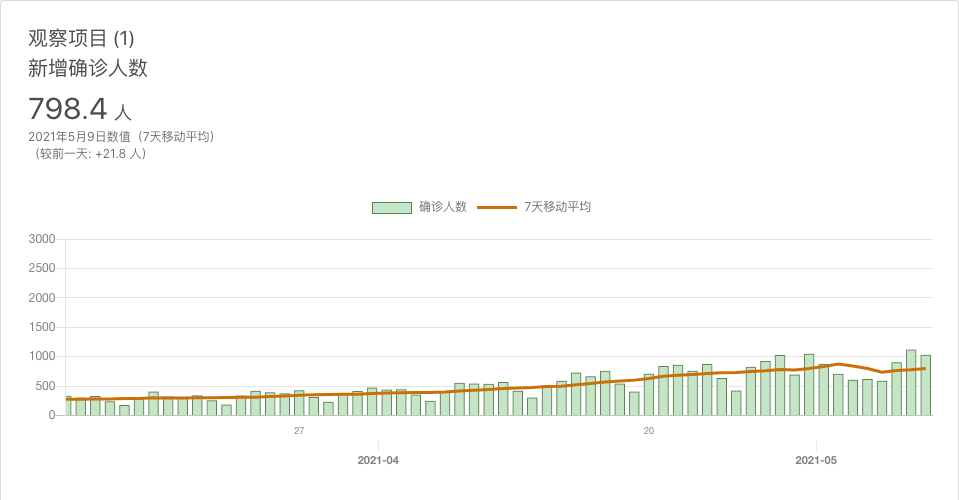 观察项目 (1)
新增确诊人数
798.4 人
2021年5月9日数值（7天移动平均）
（较前一天: +21.8 人）
确诊人数 7天移动平均
3000
2500
2000
1500
1000
500
0
27 20
2021-04 2021-05